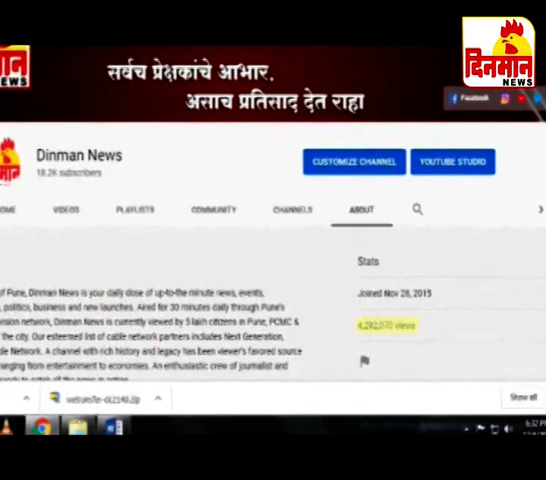 दिनमान
NEWS
NEWS
सर्वच प्रेक्षकांचे आभार,
असाच प्रतिसाद देत राहा
Facebook
Dinman News
18.2K subscribers
CUSTOMIZE CHANNEL
YOUTUBE STUDIO
OME VIDEOS PLAYLISTS COMMUNITY CHANNELS ABOUT
Stats
Joined Nov 28, 2015
4,292,070 views
of Pune, Dinman News is your daily dose of up-to-the minute news, events,
, politics, business and new launches. Aired for 30 minutes daily through Pune's
vision network, Dinman News is currently viewed by 5 lakh citizens in Pune, PCMC &
f the city. Our esteemed list of cable network partners includes Next Generation,
ble Network. A channel with rich history and legacy has been viewer's favored source
anging from entertainment to economies. An enthusiastic crew of journalist and
Show all